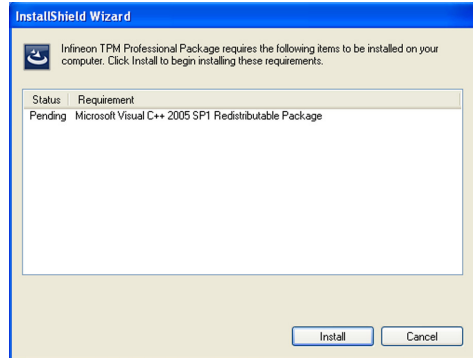 InstallShield Wizard
Infineon TPM Professional Package requires the following items to be installed on your
computer. Click Install to begin installing these requirements.
Status Requirement
Pending Microsoft Visual C++ 2005 SP1 Redistributable Package
Install Cancel